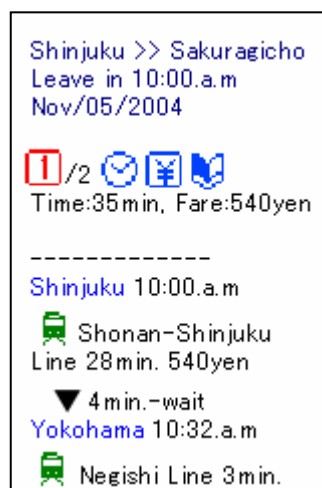 Shinjuku >> Sakuragicho
Leave in 10:00.a.m
Nov/05/2004
1/2 ¥
Time:35min, Fare:540yen
-------------
Shinjuku 10:00.a.m
Shonan-Shinjuku
Line 28min. 540yen
▼ 4min.-wait
Yokohama 10:32.a.m
Negishi Line 3min.